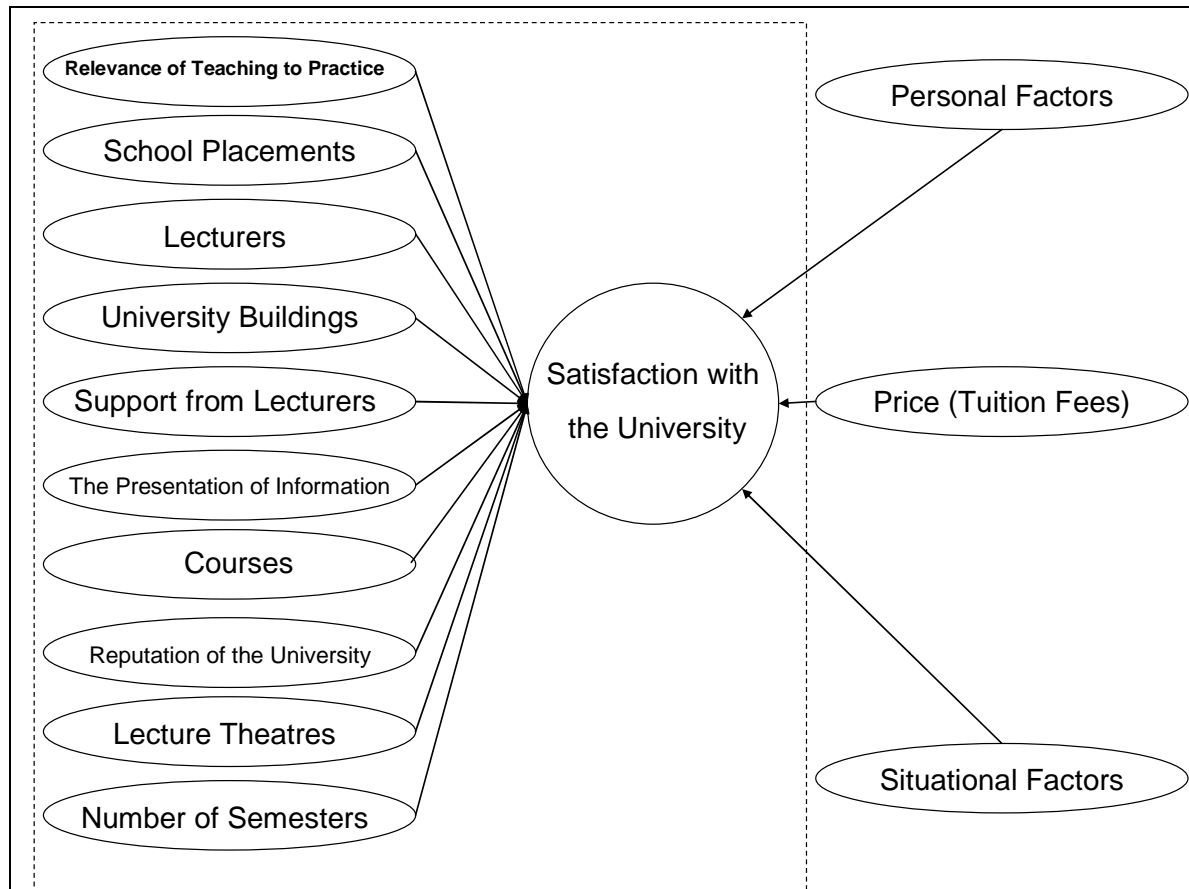 Relevance of Teaching to Practice
School Placements
Lecturers
University Buildings
Support from Lecturers
The Presentation of Information
Courses
Reputation of the University
Lecture Theatres
Number of Semesters
Satisfaction with
the University
Personal Factors
Price (Tuition Fees)
Situational Factors